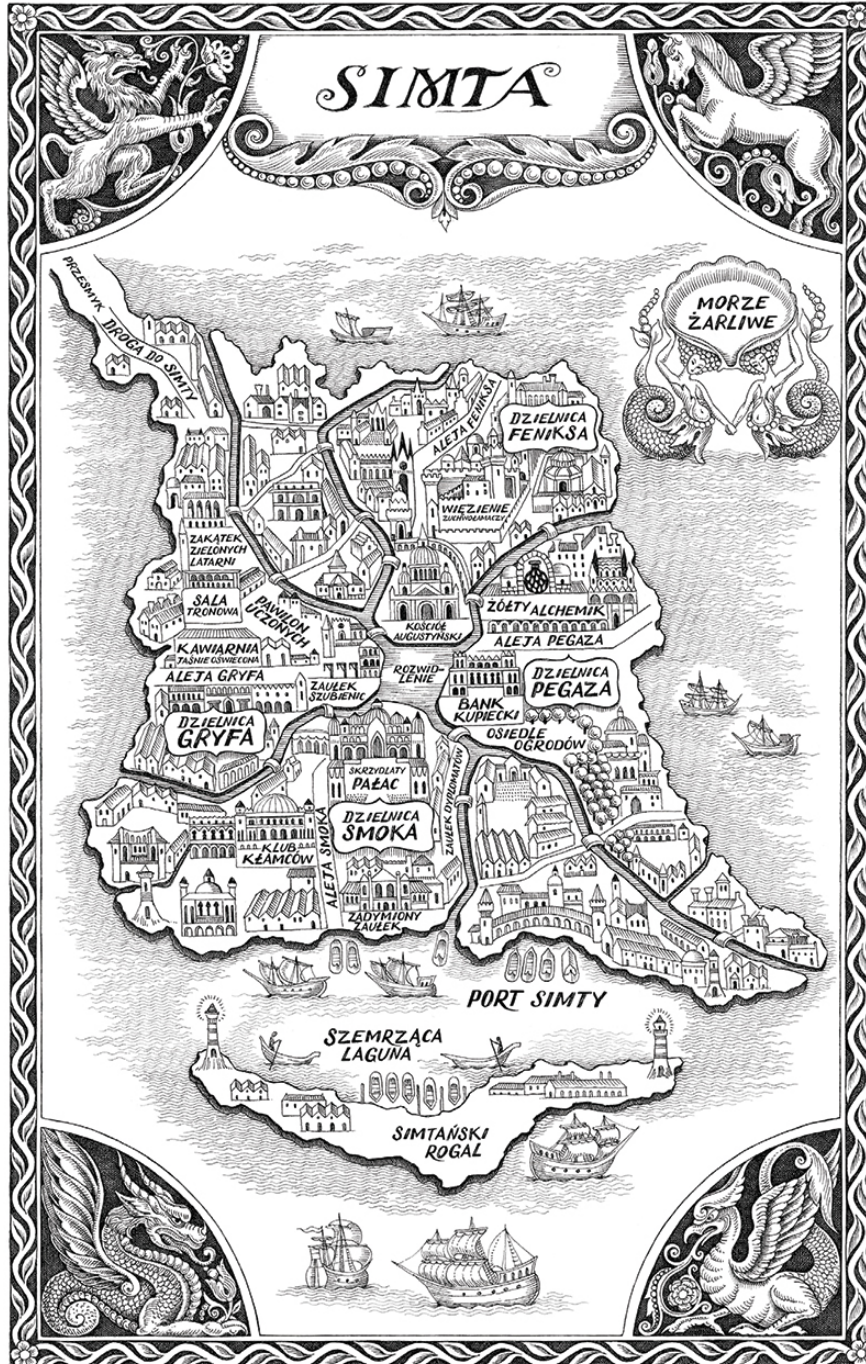 SIMTA
PRZESMYK
DROGA DO SIMTY
MORZE
ŻARLIWE
ALEJA FENIKSA
DZIELNICA
FENIKSA
WIĘZIENIE
ZUCHWOŁAMACZY
ZAKĄTEK
ZIELONYCH
LATARNI
SALA
TRONOWA
PAWILON
UCZONYCH
KOŚCIÓŁ
AUGUSTYŃSKI
ŻÓŁTY ALCHEMIK
ALEJA PEGAZA
KAWIARNIA
JAŚNIE OŚWIECONA
ALEJA GRYFA
ZAUŁEK
SZUBIENIC
ROZWID-
LENIE
DZIELNICA
PEGAZA
BANK
KUPIECKI
DZIELNICA
GRYFA
OSIEDLE
OGRODÓW
SKRZYDLATY
PAŁAC
ZAUŁEK DYPLOMATÓW
DZIELNICA
SMOKA
ALEJA SMOKA
KLUB
KŁAMCÓW
ZADYMIONY
ZAUŁEK
PORT SIMTY
SZEMRZĄCA
LAGUNA
SIMTAŃSKI
ROGAL